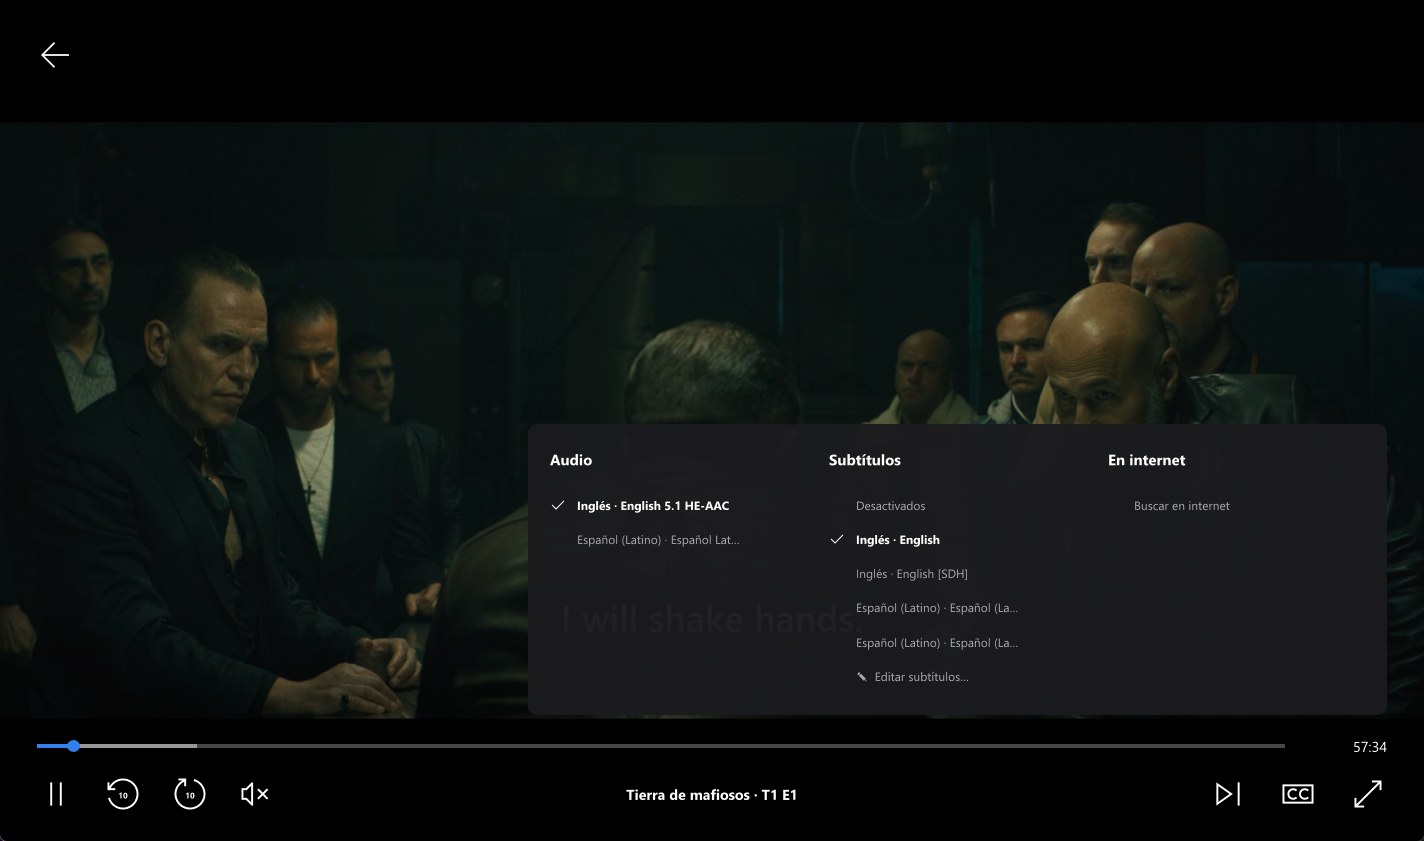 Audio
Inglés · English 5.1 HE-AAC
Español (Latino) · Español Lat...
Subtítulos
Desactivados
Inglés · English
Inglés · English [SDH]
Español (Latino) · Español (La...
Español (Latino) · Español (La...
Editar subtítulos...
En internet
Buscar en internet
I will shake hands.
57:34
10
10
Tierra de mafiosos · T1 E1
CC